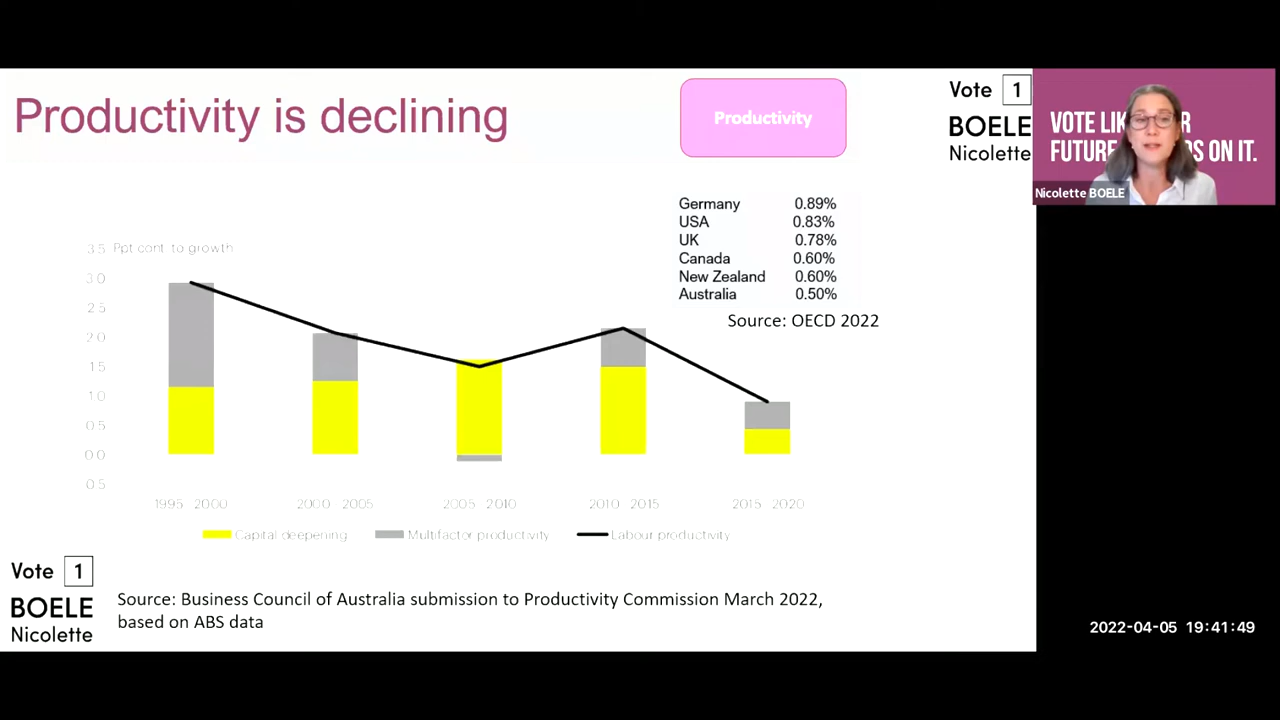 Productivity is declining
Productivity
Vote 1
BOELE
Nicolette
VOTE
FUTURE
ON IT.
Nicolette BOELE
Germany 0.89%
USA 0.83%
UK 0.78%
Canada 0.60%
New Zealand 0.60%
Australia 0.50%
Source: OECD 2022
3.5 Ppt cont. to growth
3.0
2.5
2.0
1.5
1.0
0.5
0.0
0.5
1995 2000
2000 2005
2005 2010
2010 2015
2015 2020
Capital deepening
Multifactor productivity
Labour productivity
Vote 1
BOELE
Nicolette
Source: Business Council of Australia submission to Productivity Commission March 2022,
based on ABS data
2022-04-05 19:41:49